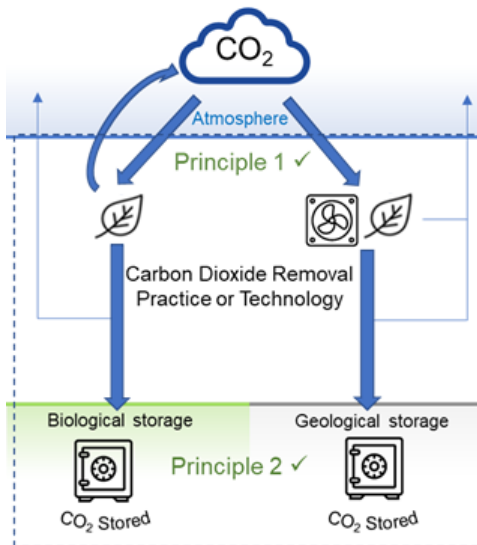 CO₂
Atmosphere
Principle 1 ✓
Carbon Dioxide Removal
Practice or Technology
Biological storage
Geological storage
Principle 2 ✓
CO₂ Stored
CO₂ Stored